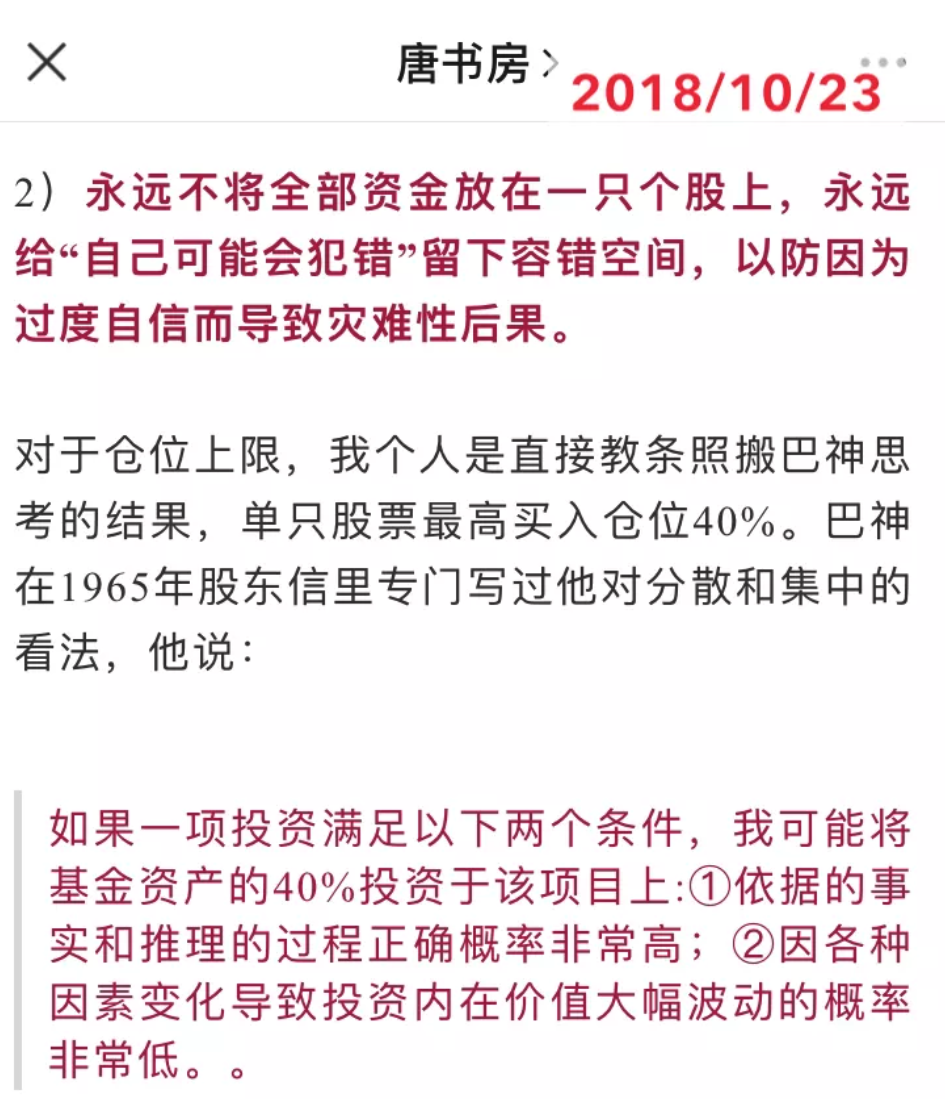 唐书房
2018/10/23
2）永远不将全部资金放在一只个股上，永远
给“自己可能会犯错”留下容错空间，以防因为
过度自信而导致灾难性后果。
对于仓位上限，我个人是直接教条照搬巴神思
考的结果，单只股票最高买入仓位40%。巴神
在1965年股东信里专门写过他对分散和集中的
看法，他说：
如果一项投资满足以下两个条件，我可能将
基金资产的40%投资于该项目上:①依据的事
实和推理的过程正确概率非常高；②因各种
因素变化导致投资内在价值大幅波动的概率
非常低。。